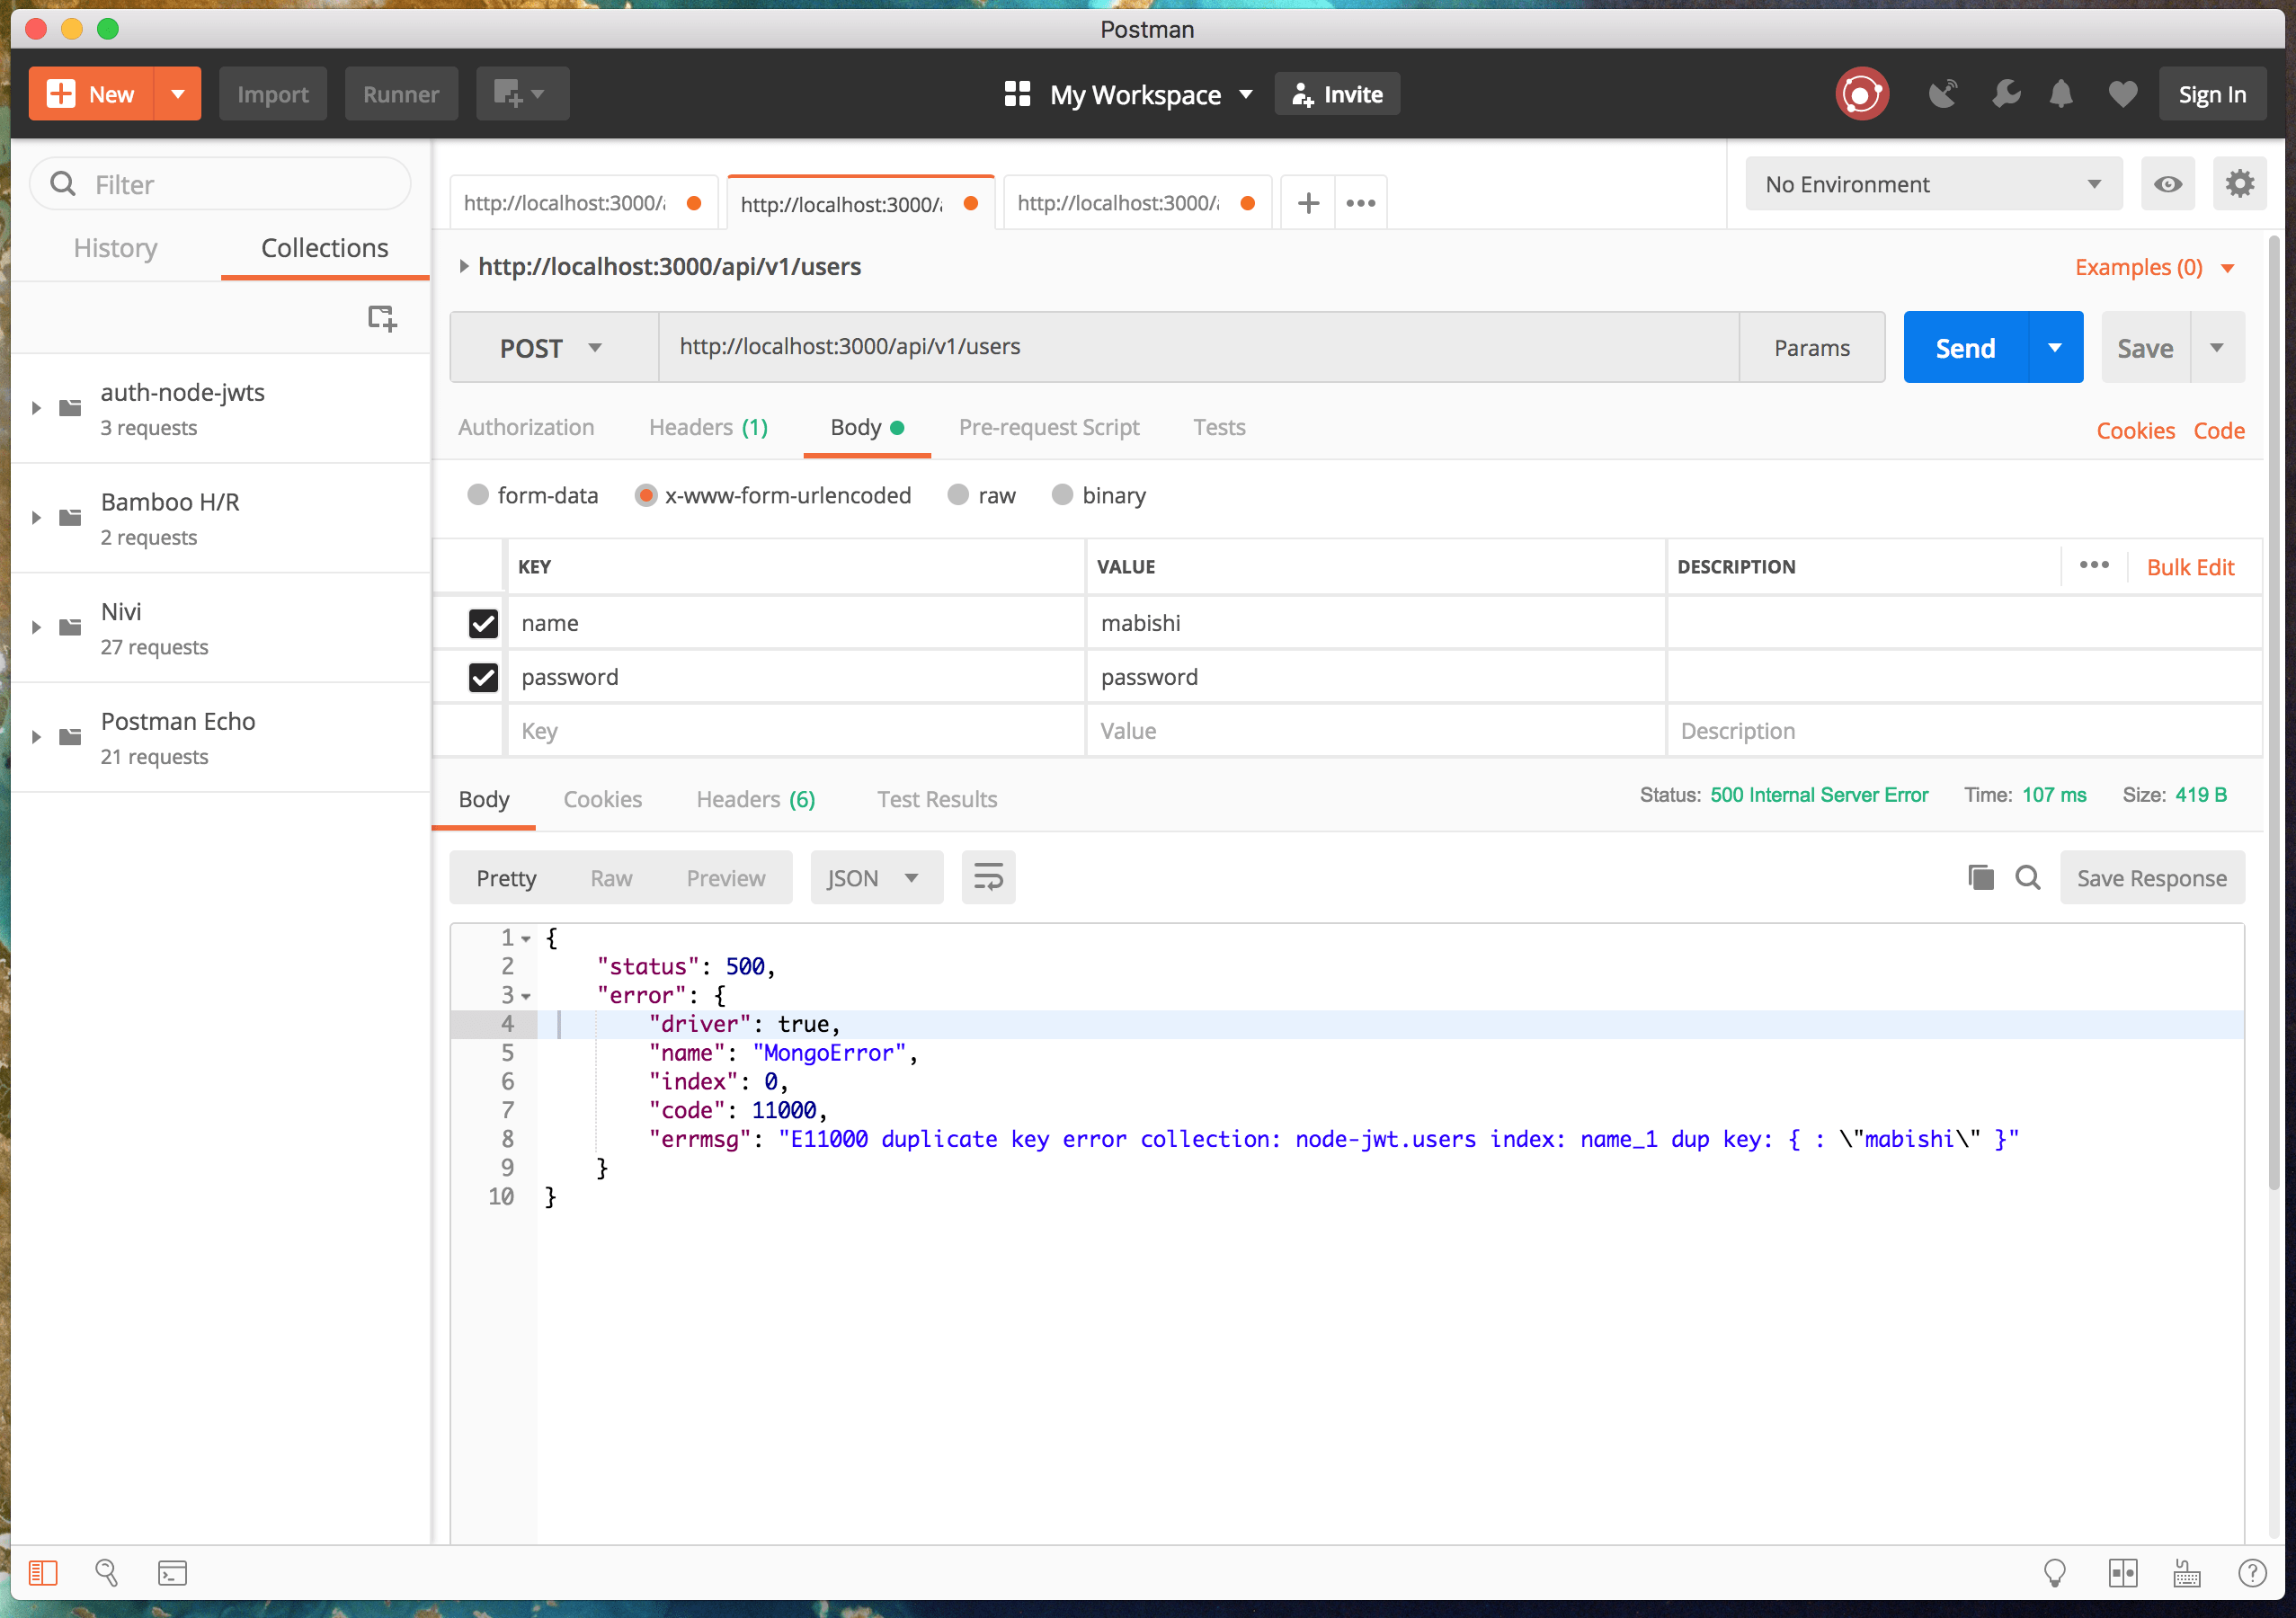 Postman
New
Import
Runner
My Workspace
Invite
Sign In
Filter
History
Collections
auth-node-jwts
3 requests
Bamboo H/R
2 requests
Nivi
27 requests
Postman Echo
21 requests
http://localhost:3000/
http://localhost:3000/
http://localhost:3000/
No Environment
http://localhost:3000/api/v1/users
Examples (0)
POST
http://localhost:3000/api/v1/users
Params
Send
Save
Authorization
Headers (1)
Body
Pre-request Script
Tests
Cookies
Code
form-data
x-www-form-urlencoded
raw
binary
KEY
VALUE
DESCRIPTION
Bulk Edit
name
mabishi
password
password
Key
Value
Description
Body
Cookies
Headers (6)
Test Results
Status: 500 Internal Server Error
Time: 107 ms
Size: 419 B
Pretty
Raw
Preview
JSON
Save Response
1 {
2 "status": 500,
3 "error": {
4 "driver": true,
5 "name": "MongoError",
6 "index": 0,
7 "code": 11000,
8 "errmsg": "E11000 duplicate key error collection: node-jwt.users index: name_1 dup key: { : \"mabishi\" }"
9 }
10 }